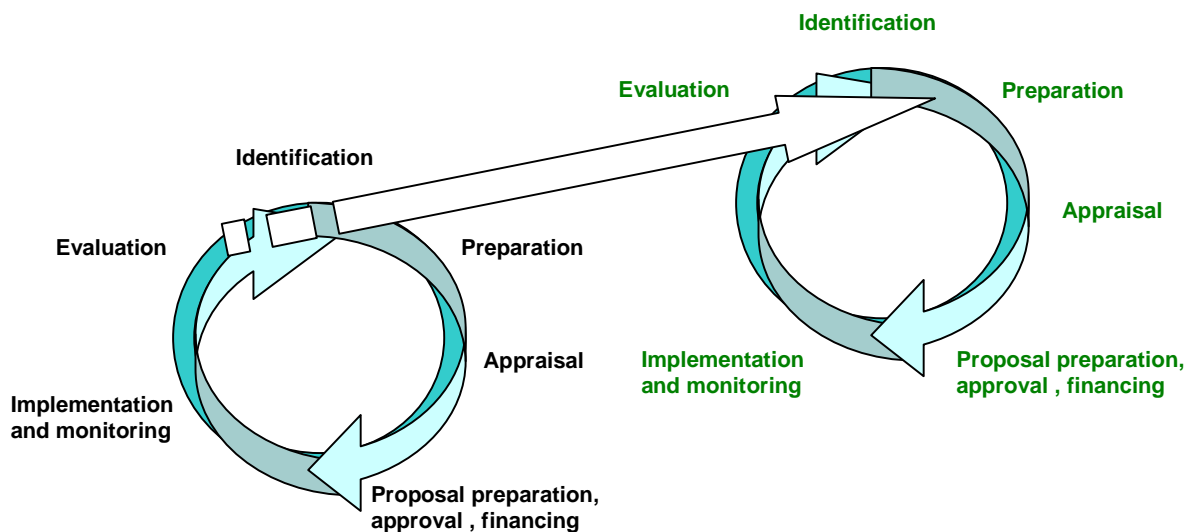 Identification
Evaluation
Preparation
Appraisal
Implementation
and monitoring
Proposal preparation,
approval , financing
Identification
Evaluation
Preparation
Appraisal
Implementation
and monitoring
Proposal preparation,
approval , financing